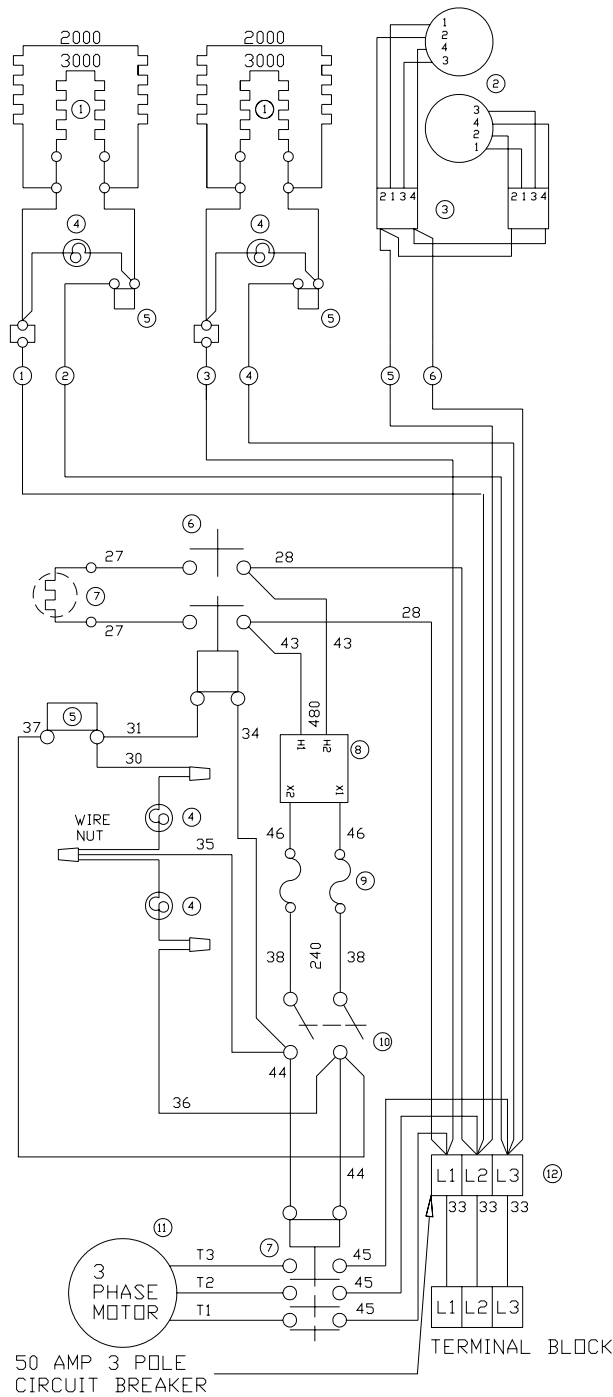 2000 2000
3000 3000
1 1
1
2
4
3
2
3
4
2
1
2 1 3 4 2 1 3 4
3
4 4
5 5
1 2 3 4 5 6
6
27 28
7
27 28
43 43
5
37 31 34
480
30
H1 H2
8
X2 X1
4
WIRE
NUT
46 46
35
9
4
38 240 38
10
44
36
44
L1 L2 L3
12
33 33 33
11
7
T3 45
3
PHASE
MOTOR
T2 45
T1 45
L1 L2 L3
TERMINAL BLOCK
50 AMP 3 POLE
CIRCUIT BREAKER